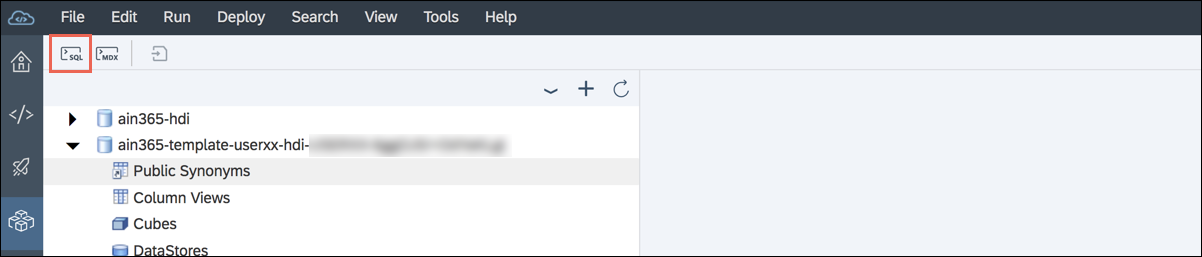 File Edit Run Deploy Search View Tools Help
SQL MDX
ain365-hdi
ain365-template-userxx-hdi-
Public Synonyms
Column Views
Cubes
DataStores